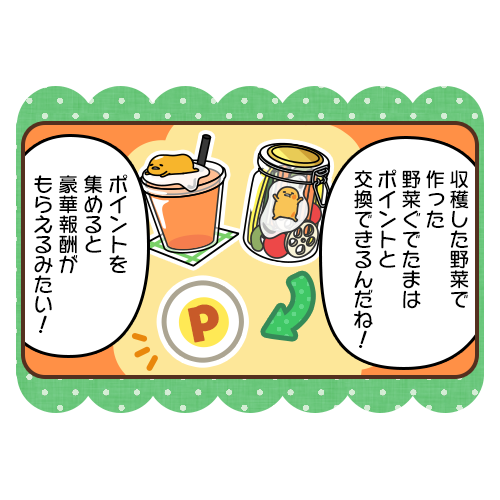 収穫した野菜で
作った
野菜ぐでたまは
ポイントと
交換できるんだね！
P
ポイントを
集めると
豪華報酬が
もらえるみたい！